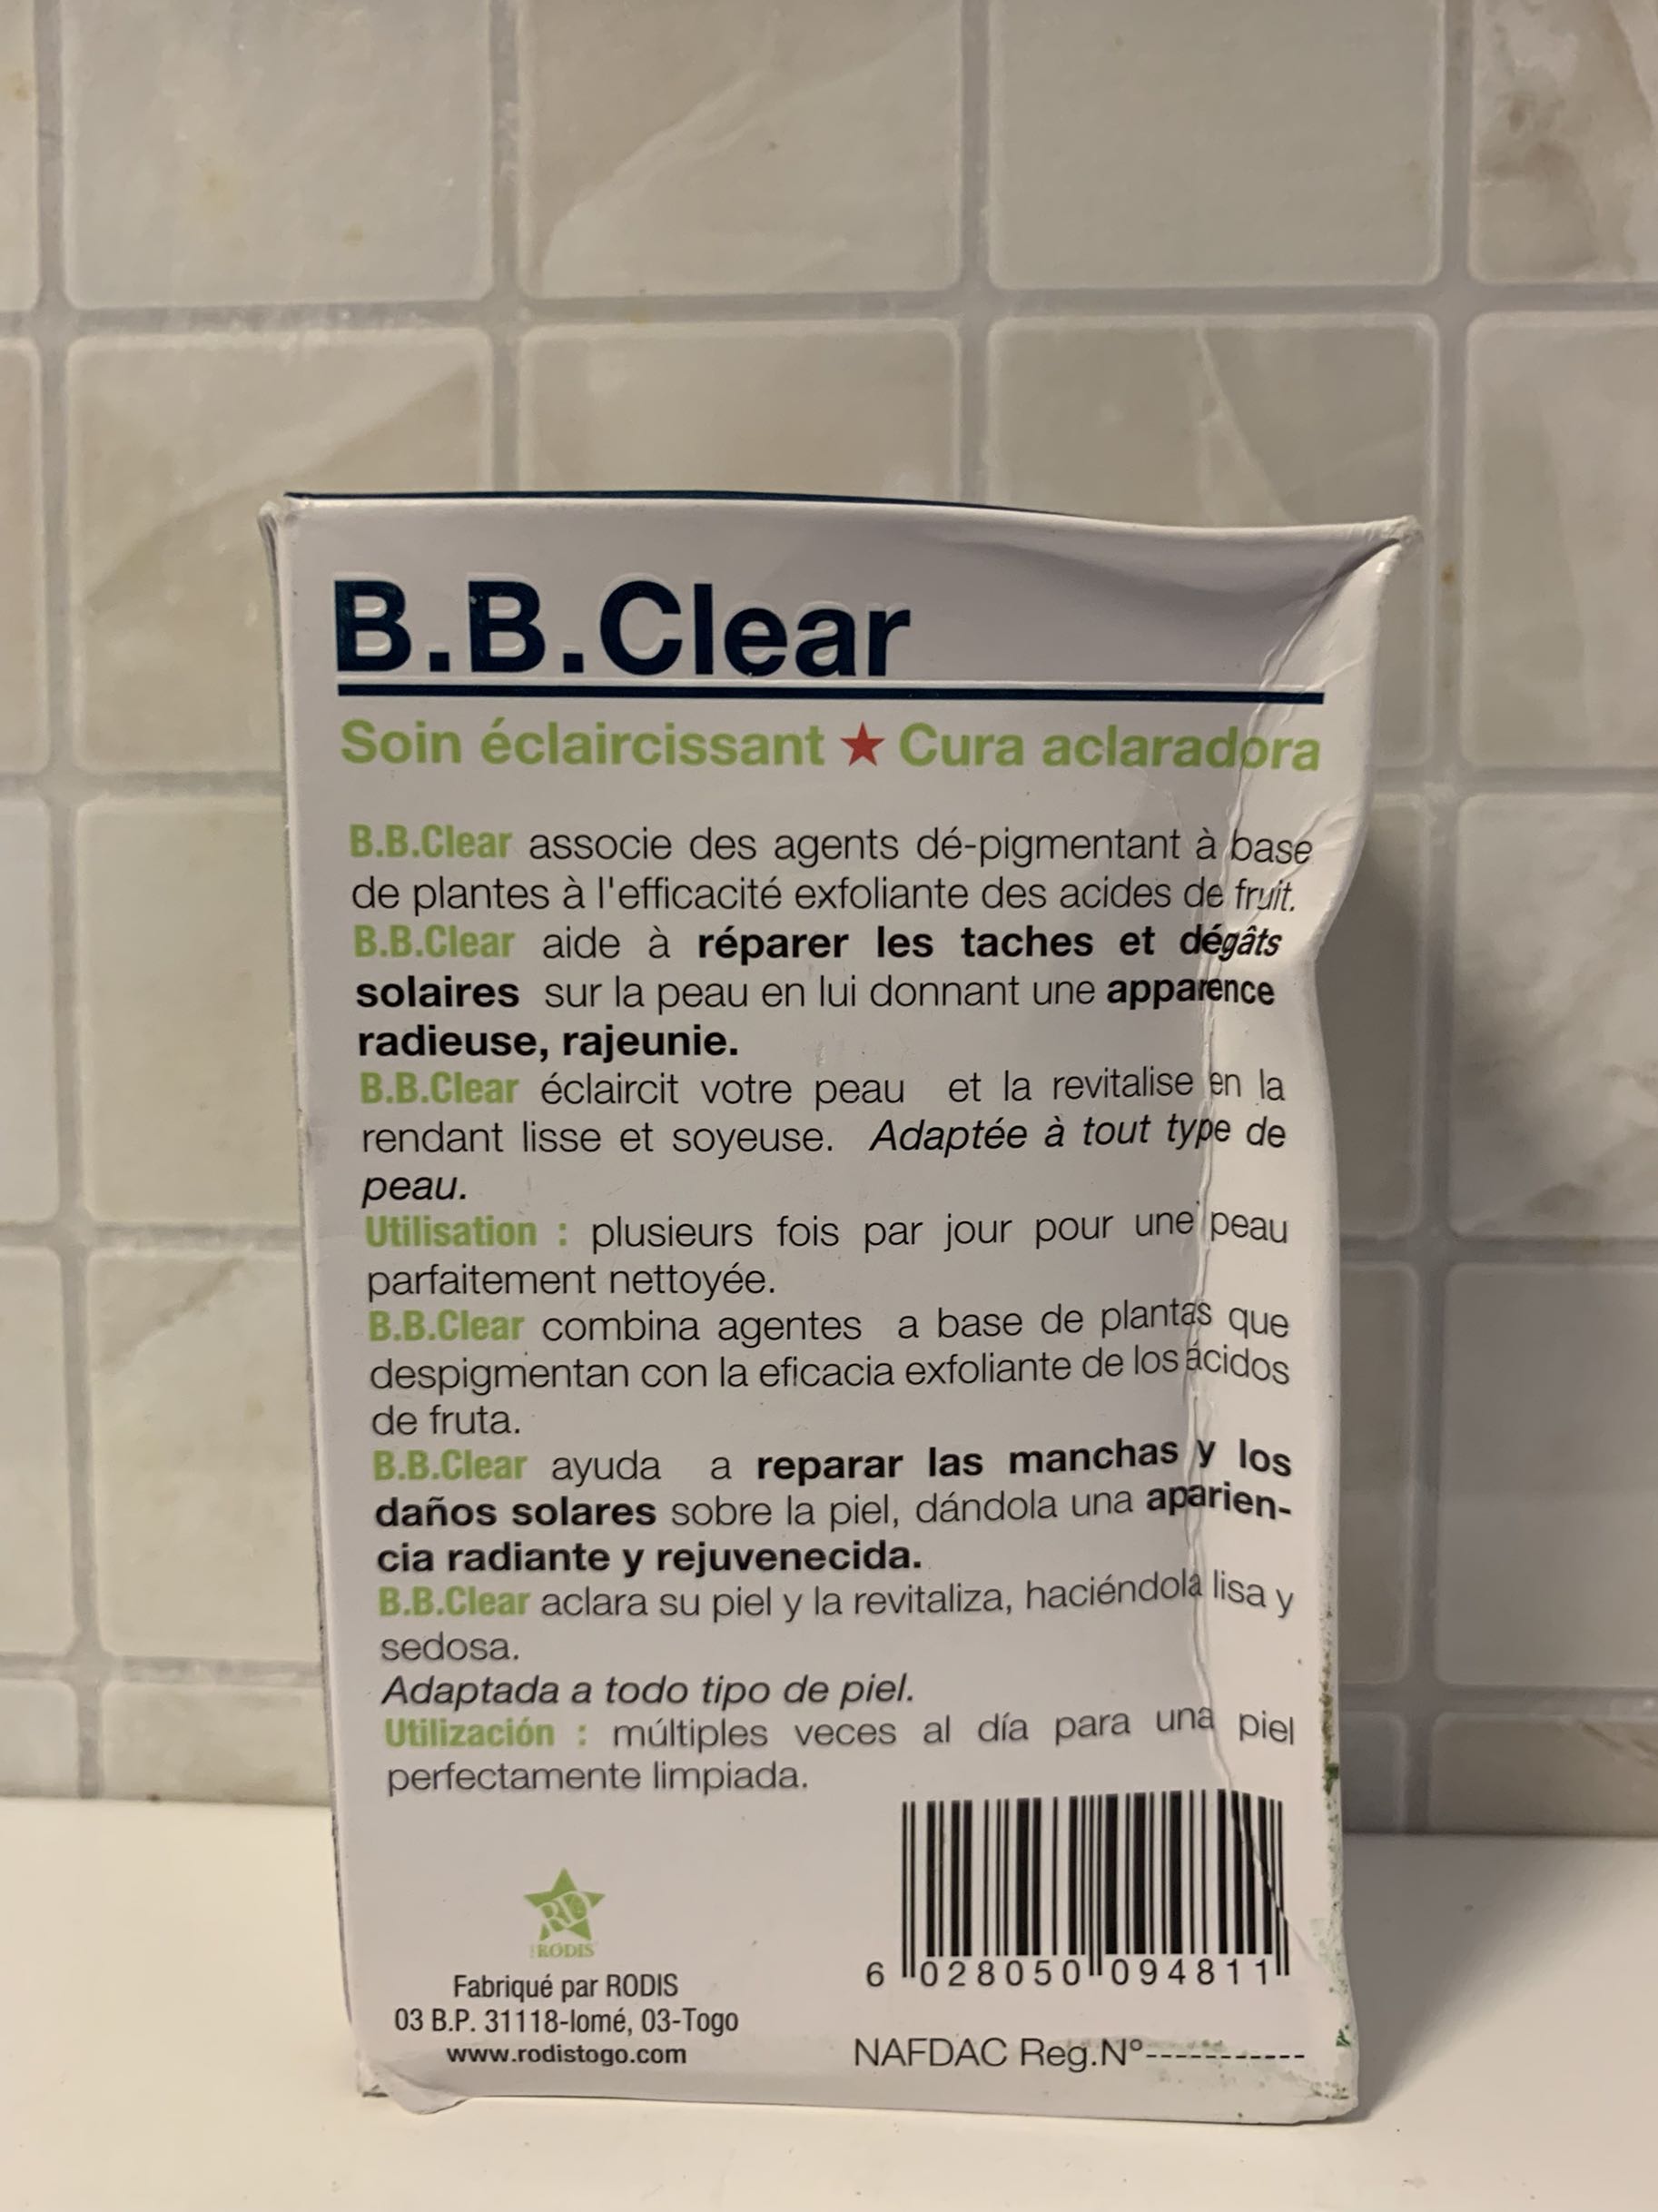 B.B.Clear
Soin éclaircissant ★ Cura aclaradora
B.B.Clear associe des agents dé-pigmentant à base
de plantes à l'efficacité exfoliante des acides de fruit.
B.B.Clear aide à réparer les taches et dégâts
solaires sur la peau en lui donnant une apparence
radieuse, rajeunie.
B.B.Clear éclaircit votre peau et la revitalise en la
rendant lisse et soyeuse. Adaptée à tout type de
peau.
Utilisation : plusieurs fois par jour pour une peau
parfaitement nettoyée.
B.B.Clear combina agentes a base de plantas que
despigmentan con la eficacia exfoliante de los ácidos
de fruta.
B.B.Clear ayuda a reparar las manchas y los
daños solares sobre la piel, dándola una aparien-
cia radiante y rejuvenecida.
B.B.Clear aclara su piel y la revitaliza, haciéndola lisa y
sedosa.
Adaptada a todo tipo de piel.
Utilización : múltiples veces al día para una piel
perfectamente limpiada.
RD
RODIS
Fabriqué par RODIS
03 B.P. 31118-lomé, 03-Togo
www.rodistogo.com
6 028050 094811
NAFDAC Reg.N°------------